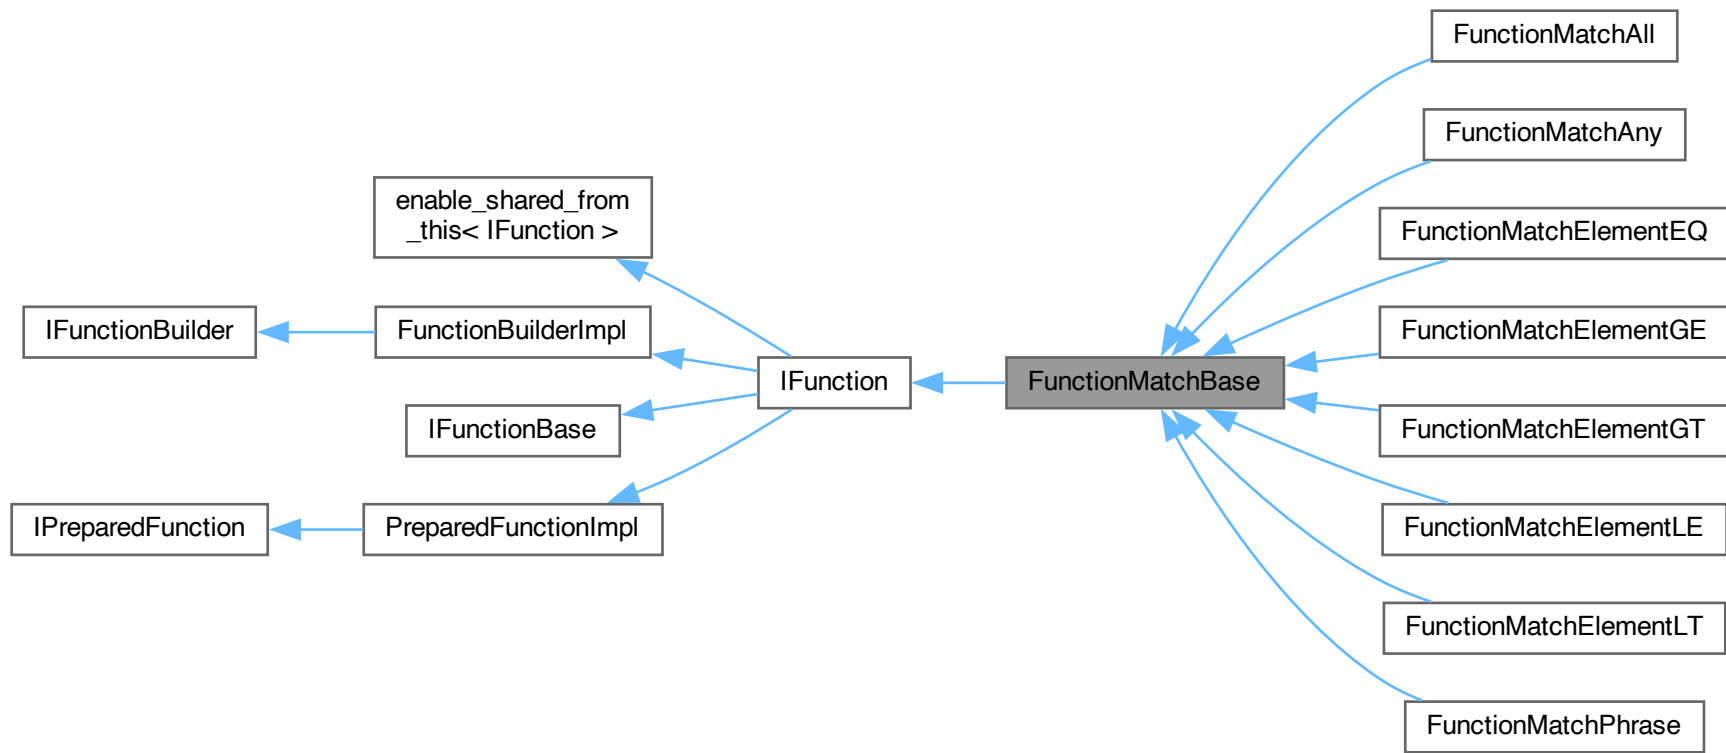 IFunctionBuilder
IPreparedFunction
enable_shared_from
_this< IFunction >
FunctionBuilderImpl
IFunctionBase
PreparedFunctionImpl
IFunction
FunctionMatchBase
FunctionMatchAll
FunctionMatchAny
FunctionMatchElementEQ
FunctionMatchElementGE
FunctionMatchElementGT
FunctionMatchElementLE
FunctionMatchElementLT
FunctionMatchPhrase